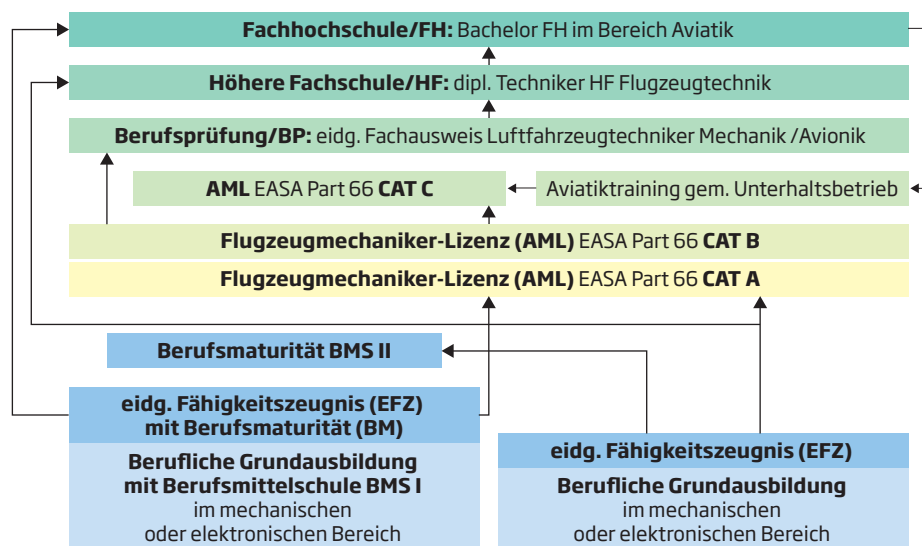 Fachhochschule/FH: Bachelor FH im Bereich Aviatik
Höhere Fachschule/HF: dipl. Techniker HF Flugzeugtechnik
Berufsprüfung/BP: eidg. Fachausweis Luftfahrzeugtechniker Mechanik /Avionik
AML EASA Part 66 CAT C
Aviatiktraining gem. Unterhaltsbetrieb
Flugzeugmechaniker-Lizenz (AML) EASA Part 66 CAT B
Flugzeugmechaniker-Lizenz (AML) EASA Part 66 CAT A
Berufsmaturität BMS II
eidg. Fähigkeitszeugnis (EFZ)
mit Berufsmaturität (BM)
Berufliche Grundausbildung
mit Berufsmittelschule BMS I
im mechanischen
oder elektronischen Bereich
eidg. Fähigkeitszeugnis (EFZ)
Berufliche Grundausbildung
im mechanischen
oder elektronischen Bereich